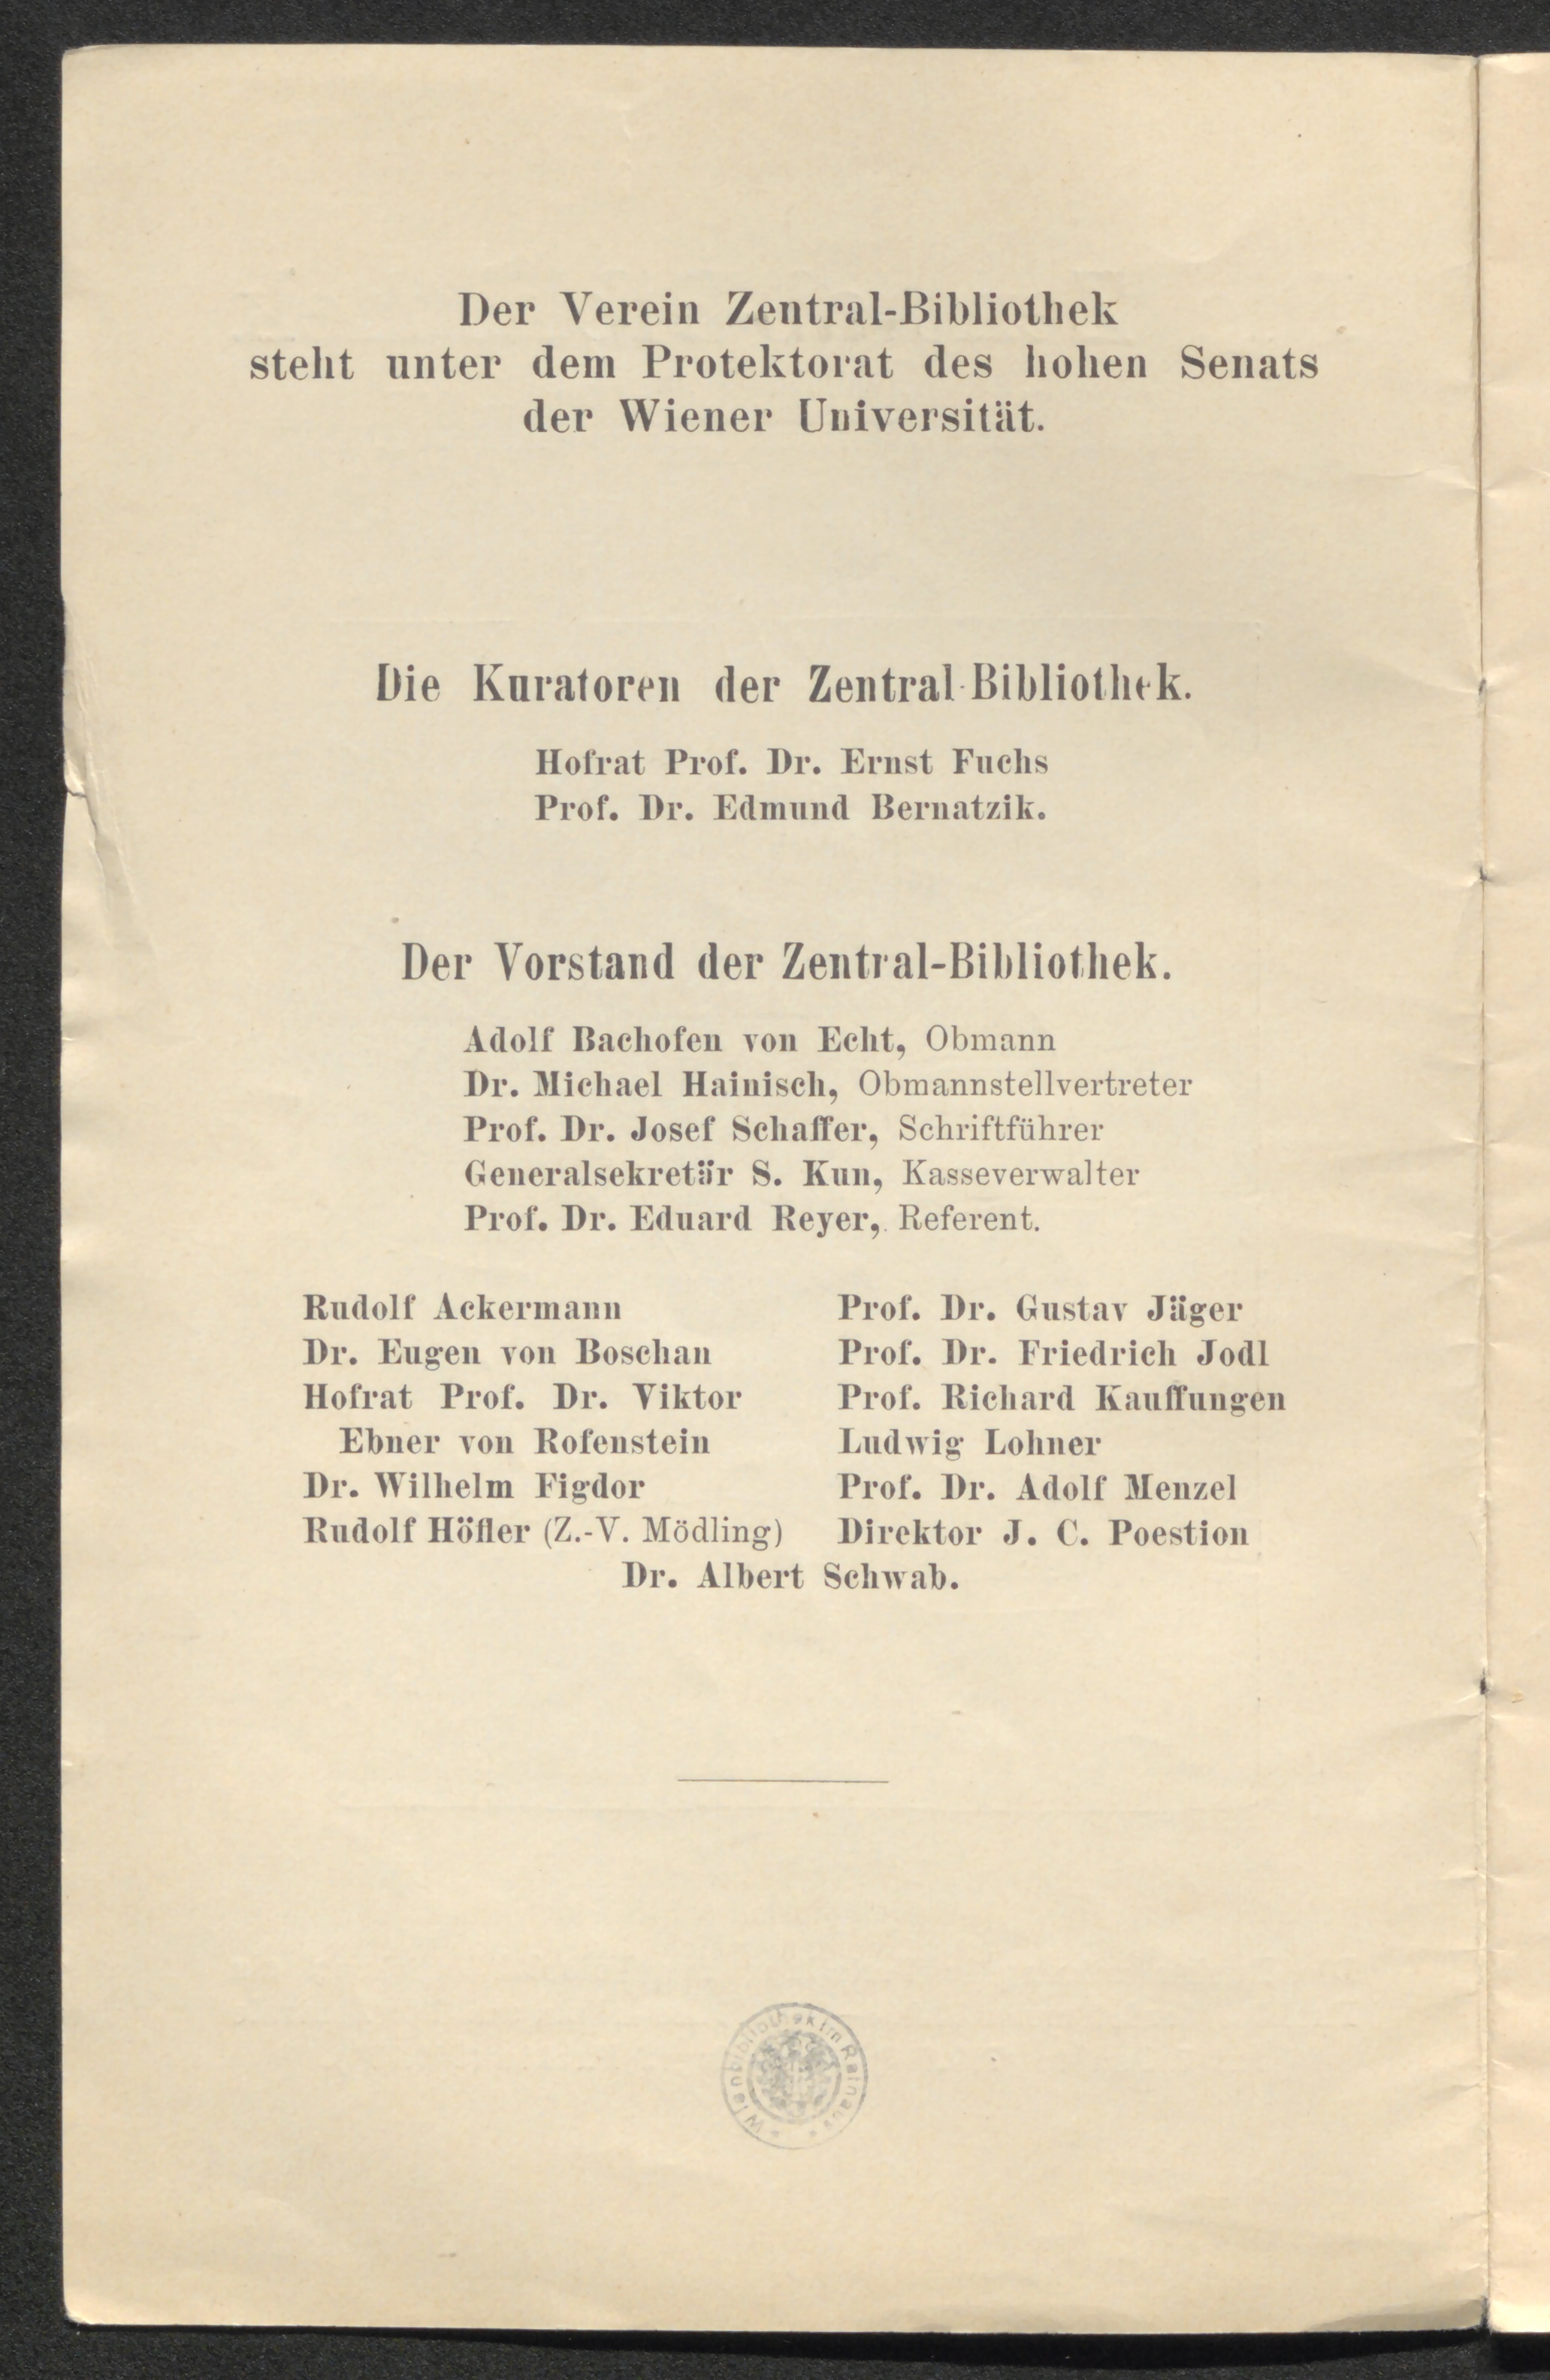 Der Verein Zentral-Bibliothek
steht unter dem Protektorat des hohen Senats
der Wiener Universität.
Die Kuratoren der Zentral-Bibliothek.
Hofrat Prof. Dr. Ernst Fuchs
Prof. Dr. Edmund Bernatzik.
Der Vorstand der Zentral-Bibliothek.
Adolf Bachofen von Echt, Obmann
Dr. Michael Hainisch, Obmannstellvertreter
Prof. Dr. Josef Schaffer, Schriftführer
Generalsekretär S. Kun, Kasseverwalter
Prof. Dr. Eduard Reyer, Referent.
Rudolf Ackermann
Dr. Eugen von Boschan
Hofrat Prof. Dr. Viktor
Ebner von Rofenstein
Dr. Wilhelm Figdor
Rudolf Höfler (Z.-V. Mödling)
Prof. Dr. Gustav Jäger
Prof. Dr. Friedrich Jodl
Prof. Richard Kauffungen
Ludwig Lohner
Prof. Dr. Adolf Menzel
Direktor J. C. Poestion
Dr. Albert Schwab.
Wienbibliothek im Rathaus